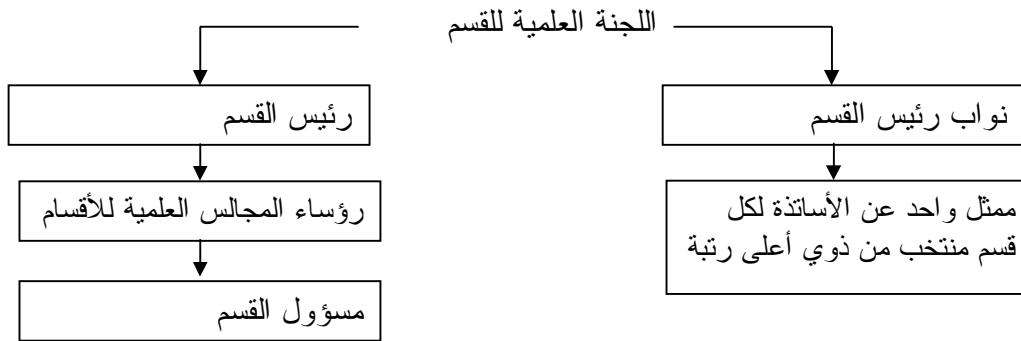 اللجنة العلمية للقسم
نواب رئيس القسم
رئيس القسم
ممثل واحد عن الأساتذة لكل
قسم منتخب من ذوي أعلى رتبة
رؤساء المجالس العلمية للأقسام
مسؤول القسم